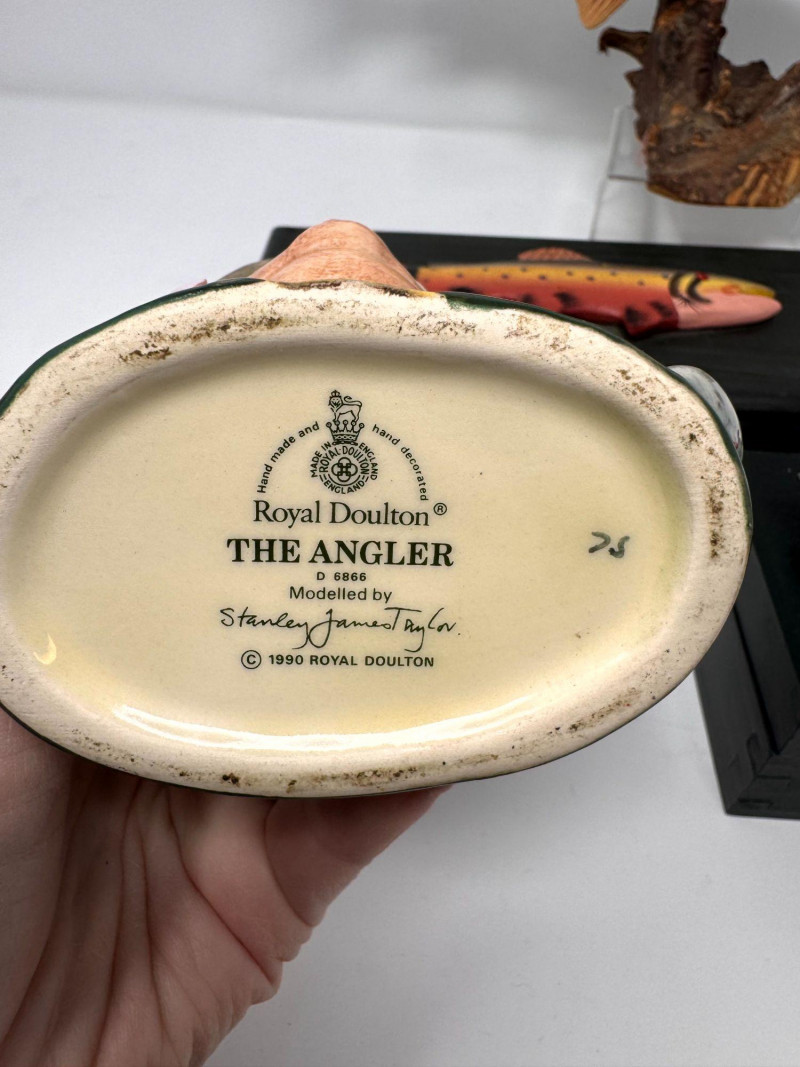 Hand made and hand decorated
MADE IN ENGLAND
ROYAL DOULTON
ENGLAND
Royal Doulton®
THE ANGLER
D 6866
Modelled by
Stanley James Taylor.
© 1990 ROYAL DOULTON